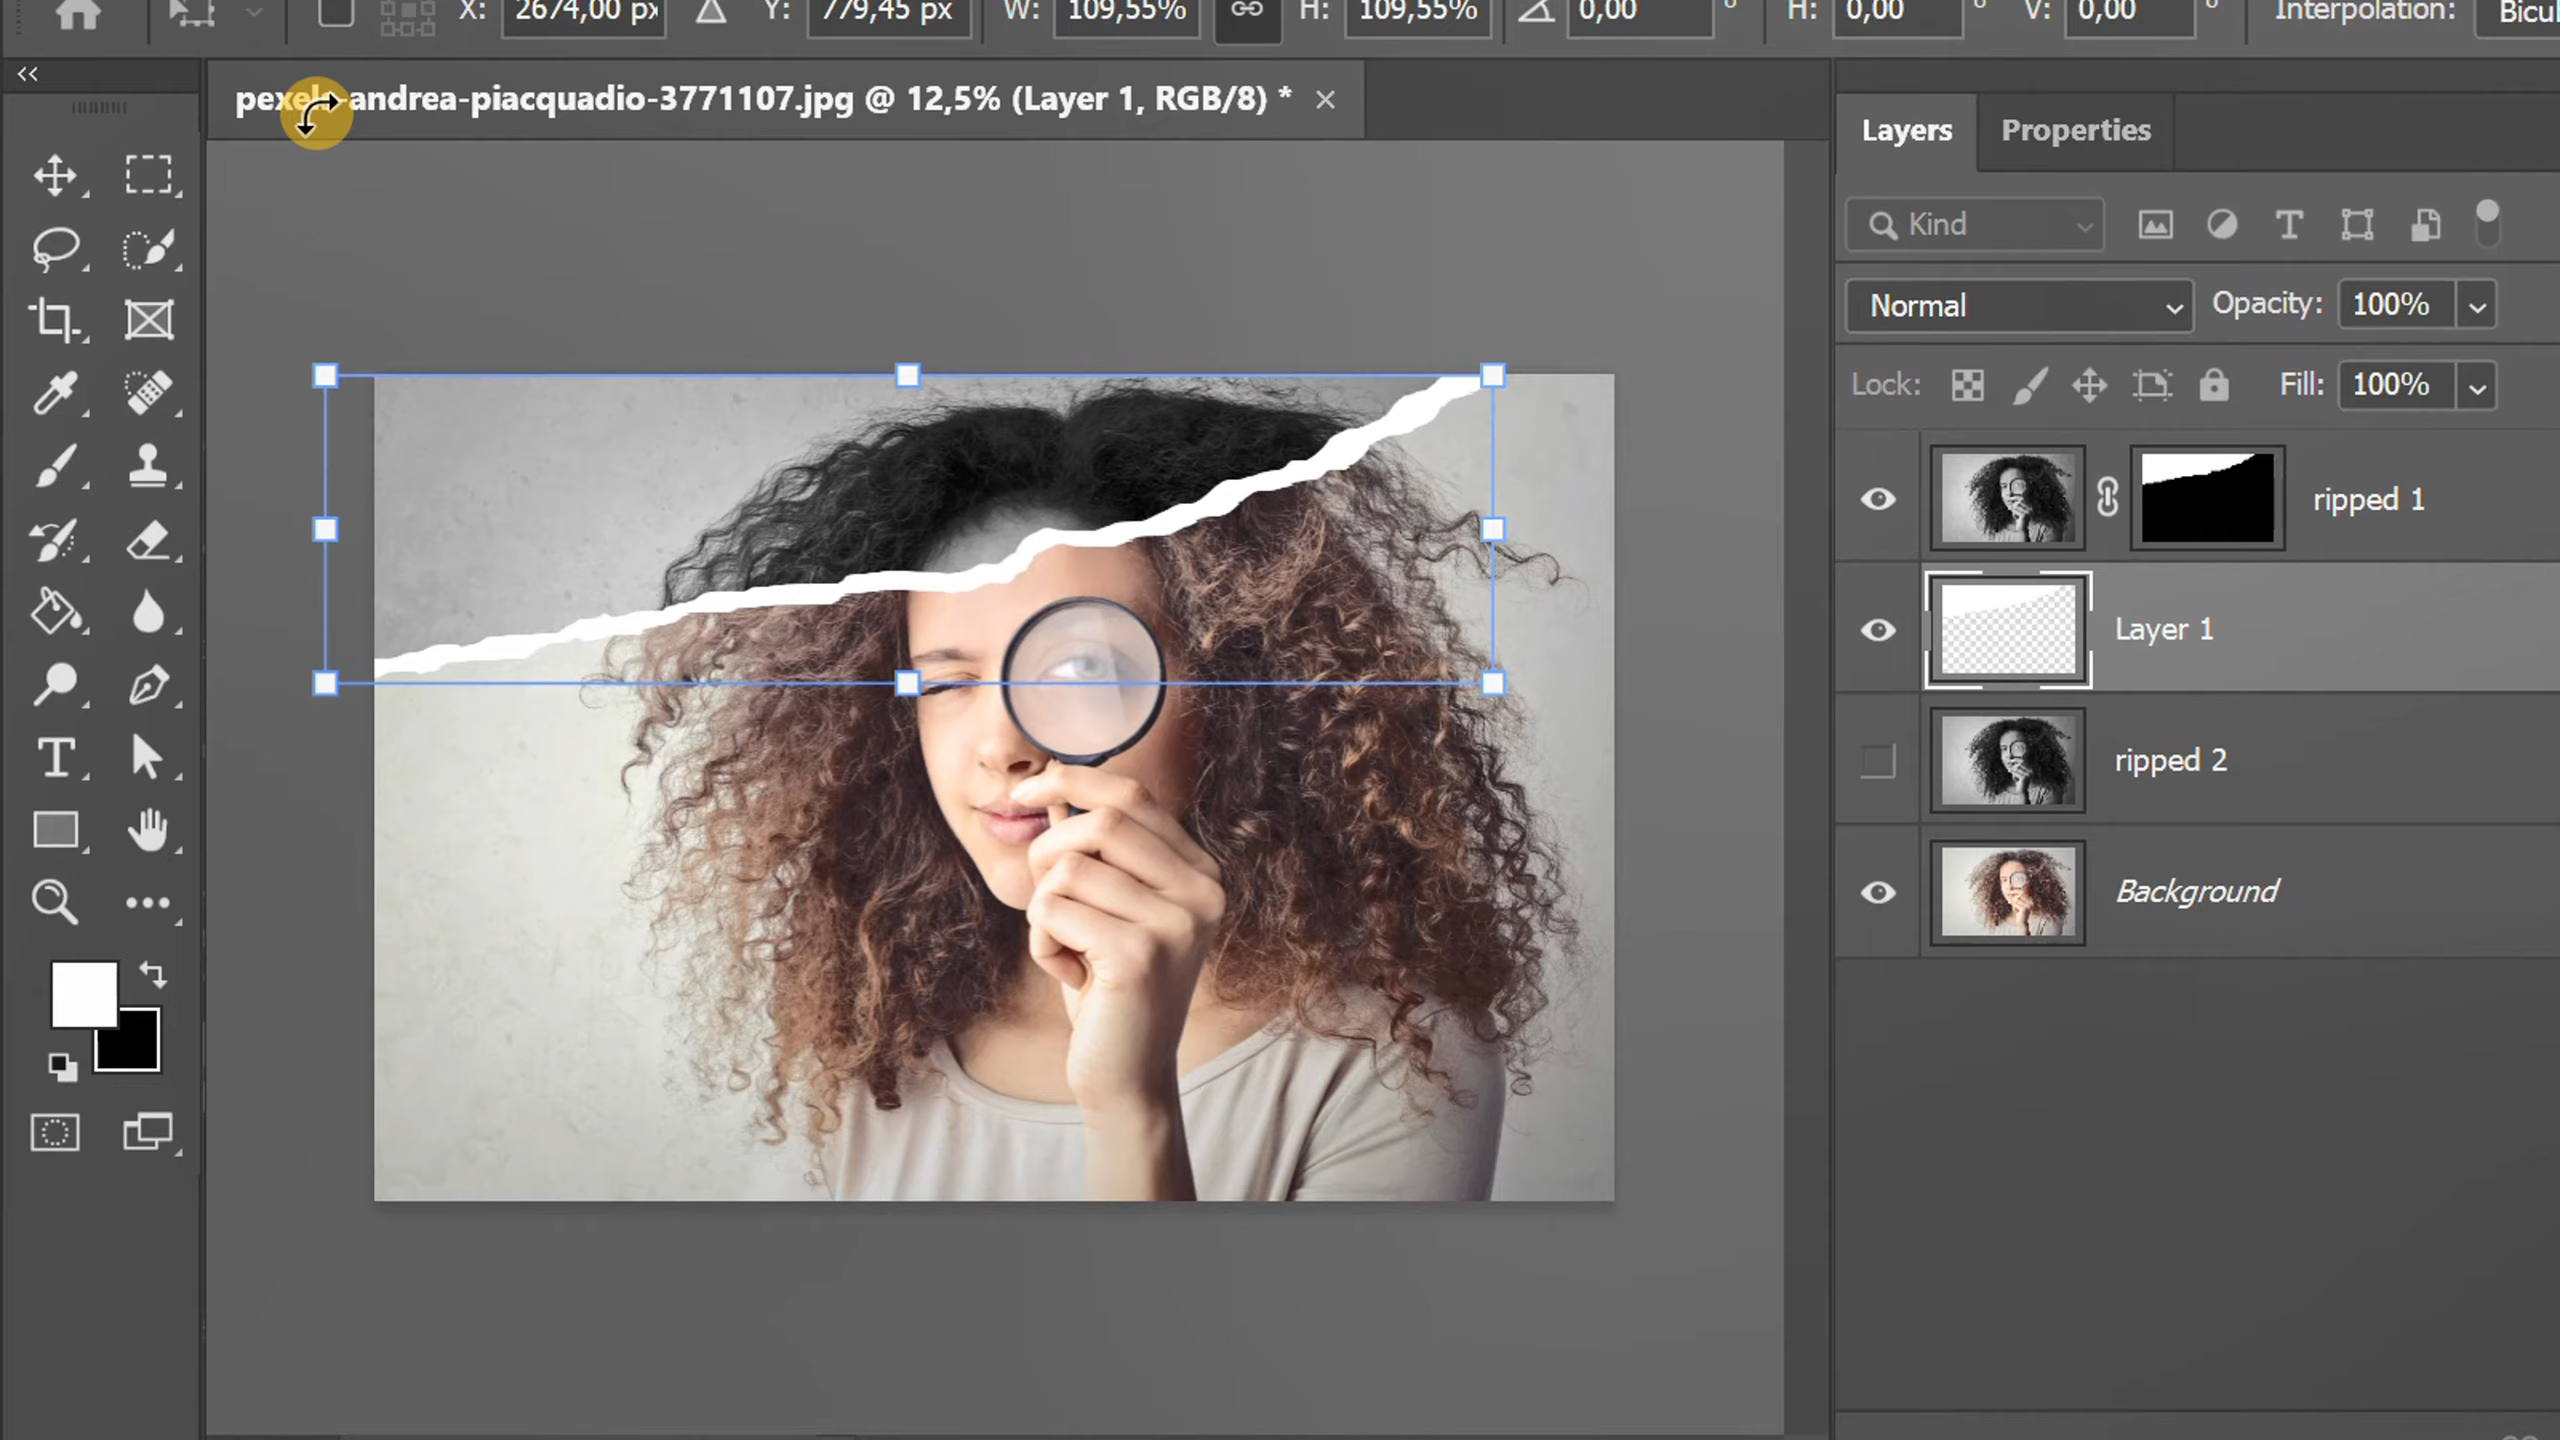 X: 2674,00 px Y: 779,45 px W: 109,55% H: 109,55% 0,00 ° H: 0,00 ° V: 0,00 ° Interpolation:
pexels-andrea-piacquadio-3771107.jpg @ 12,5% (Layer 1, RGB/8) *
Layers Properties
Kind
Normal Opacity: 100%
Lock: Fill: 100%
ripped 1
Layer 1
ripped 2
Background